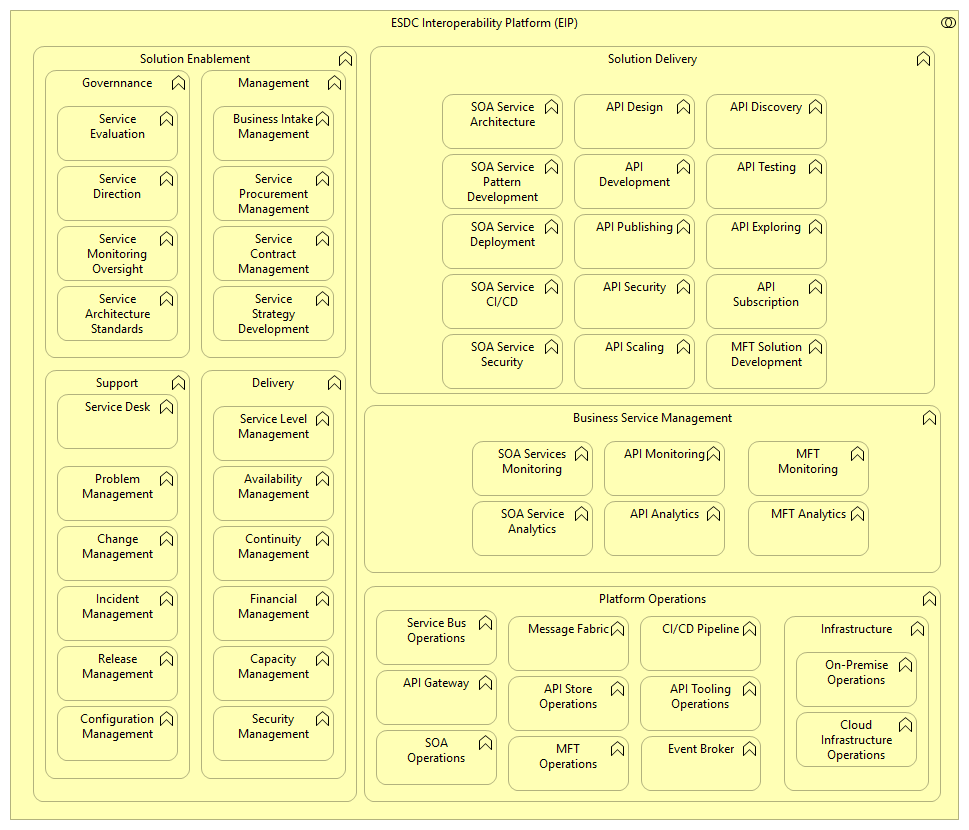 ESDC Interoperability Platform (EIP)
Solution Enablement
Governnance
Service
Evaluation
Service
Direction
Service
Monitoring
Oversight
Service
Architecture
Standards
Management
Business Intake
Management
Service
Procurement
Management
Service
Contract
Management
Service
Strategy
Development
Support
Service Desk
Problem
Management
Change
Management
Incident
Management
Release
Management
Configuration
Management
Delivery
Service Level
Management
Availability
Management
Continuity
Management
Financial
Management
Capacity
Management
Security
Management
Solution Delivery
SOA Service
Architecture
API Design
API Discovery
SOA Service
Pattern
Development
API
Development
API Testing
SOA Service
Deployment
API Publishing
API Exploring
SOA Service
CI/CD
API Security
API
Subscription
SOA Service
Security
API Scaling
MFT Solution
Development
Business Service Management
SOA Services
Monitoring
API Monitoring
MFT
Monitoring
SOA Service
Analytics
API Analytics
MFT Analytics
Platform Operations
Service Bus
Operations
Message Fabric
CI/CD Pipeline
API Gateway
API Store
Operations
API Tooling
Operations
SOA
Operations
MFT
Operations
Event Broker
Infrastructure
On-Premise
Operations
Cloud
Infrastructure
Operations